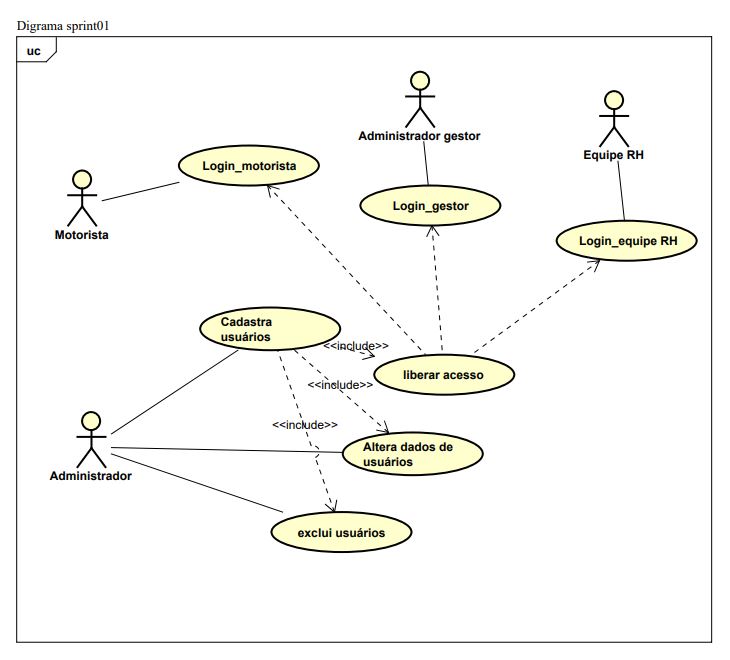 Digrama sprint01
uc
Administrador gestor
Equipe RH
Login_motorista
Motorista
Login_gestor
Login_equipe RH
Cadastra
usuários
<<include>>
liberar acesso
<<include>>
<<include>>
Altera dados de
usuários
Administrador
exclui usuários